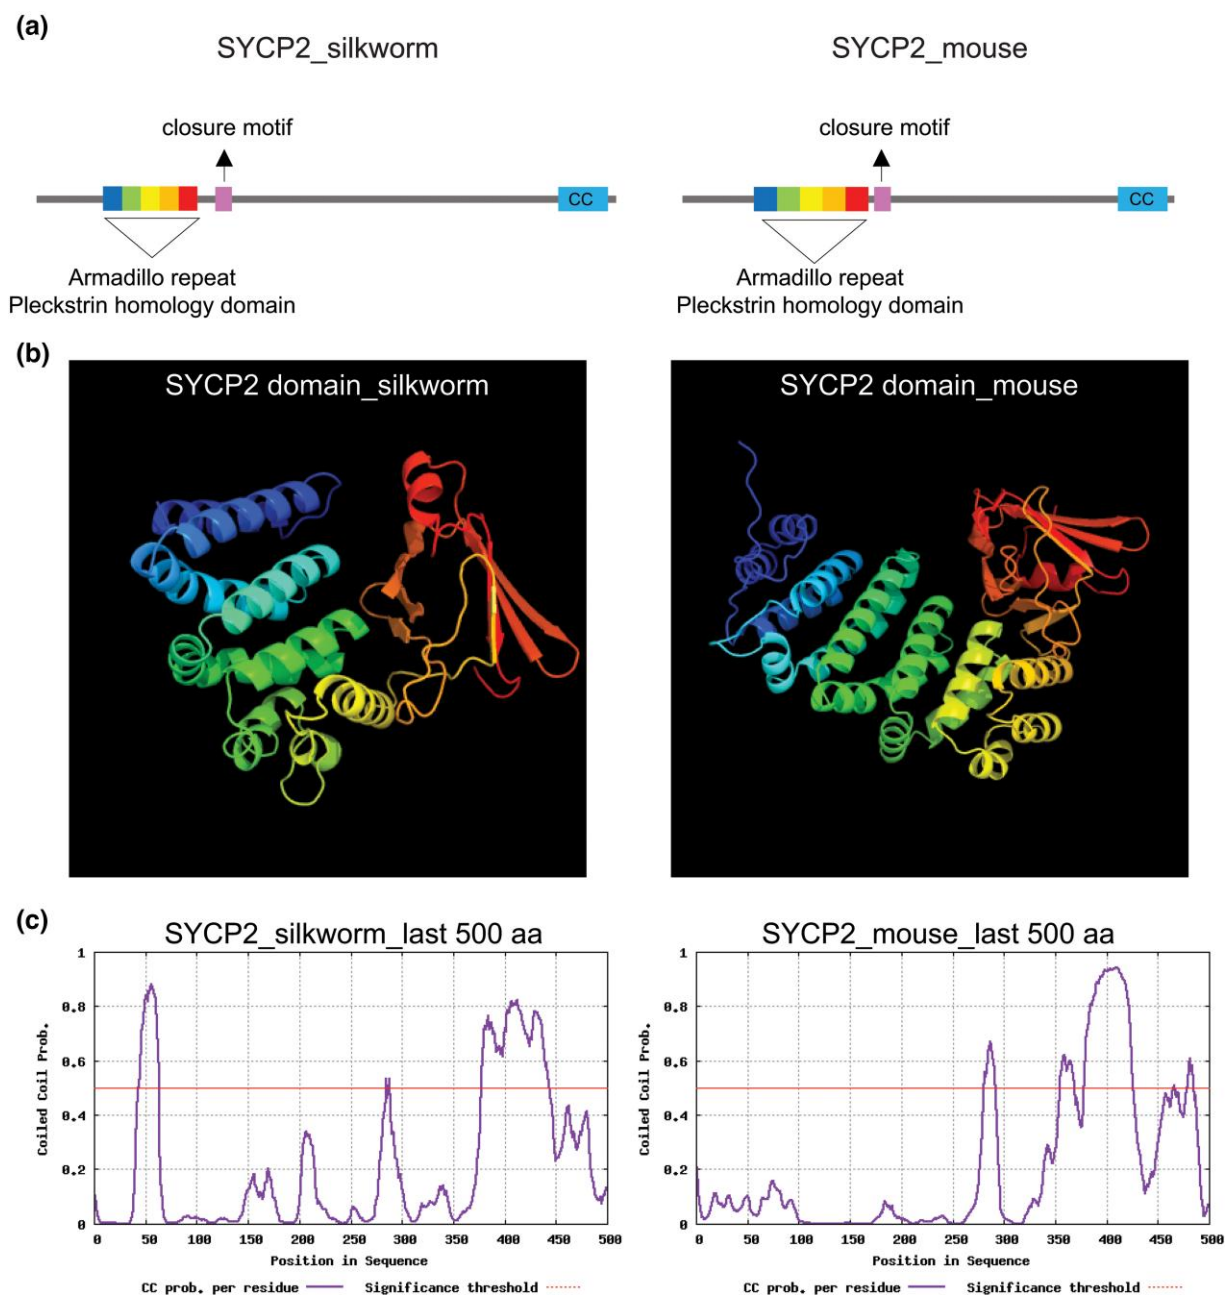 (a)
SYCP2_silkworm
SYCP2_mouse
closure motif
closure motif
CC
CC
Armadillo repeat
Pleckstrin homology domain
Armadillo repeat
Pleckstrin homology domain
(b)
SYCP2 domain_silkworm
SYCP2 domain_mouse
(c)
SYCP2_silkworm_last 500 aa
1
0.8
0.6
0.4
0.2
0
Coiled Coil Prob.
0 50 100 150 200 250 300 350 400 450 500
Position in Sequence
CC prob. per residue
Significance threshold
SYCP2_mouse_last 500 aa
1
0.8
0.6
0.4
0.2
0
Coiled Coil Prob.
0 50 100 150 200 250 300 350 400 450 500
Position in Sequence
CC prob. per residue
Significance threshold